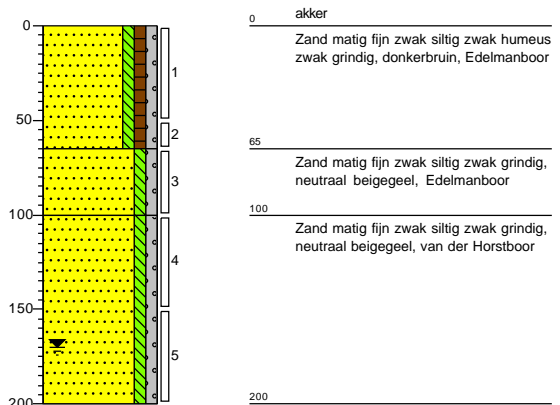 0
50
100
150
200
1
2
3
4
5
0
akker
Zand matig fijn zwak siltig zwak humeus
zwak grindig, donkerbruin, Edelmanboor
65
Zand matig fijn zwak siltig zwak grindig,
neutraal beigegeel, Edelmanboor
100
Zand matig fijn zwak siltig zwak grindig,
neutraal beigegeel, van der Horstboor
200